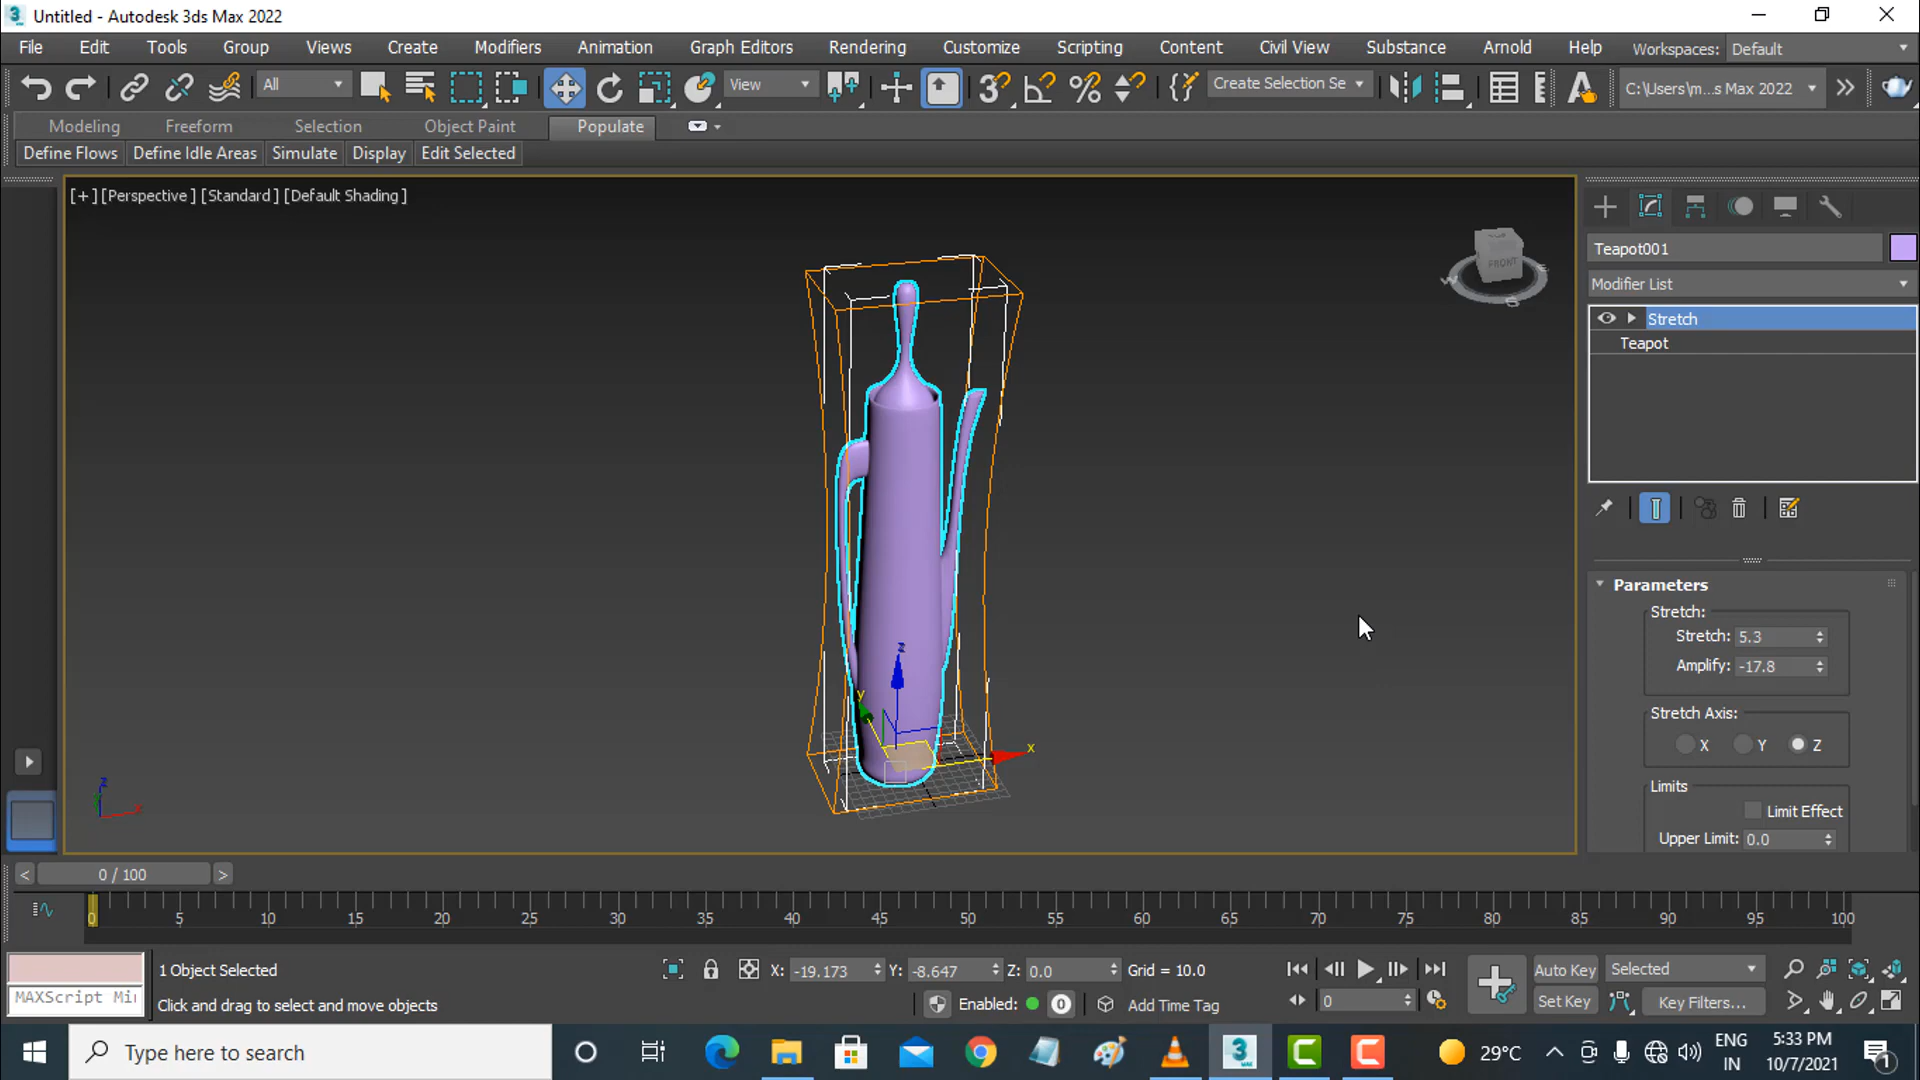 Untitled - Autodesk 3ds Max 2022
File Edit Tools Group Views Create Modifiers Animation Graph Editors Rendering Customize Scripting Content Civil View Substance Arnold Help Workspaces: Default
All View Create Selection Se C:\Users\m...s Max 2022
Modeling Freeform Selection Object Paint Populate
Define Flows Define Idle Areas Simulate Display Edit Selected
[+] [Perspective ] [Standard ] [Default Shading ]
FRONT
W
S
Teapot001
Modifier List
Stretch
Teapot
Parameters
Stretch:
Stretch: 5.3
Amplify: -17.8
Stretch Axis:
X Y Z
Limits
Limit Effect
Upper Limit: 0.0
z
y
x
z
x
0 / 100
0 5 10 15 20 25 30 35 40 45 50 55 60 65 70 75 80 85 90 95 100
1 Object Selected X: -19.173 Y: -8.647 Z: 0.0 Grid = 10.0 Auto Key Selected
MAXScript Mi Click and drag to select and move objects Enabled: 0 Add Time Tag 0 Set Key Key Filters...
Type here to search 29°C ENG IN 5:33 PM 10/7/2021 1